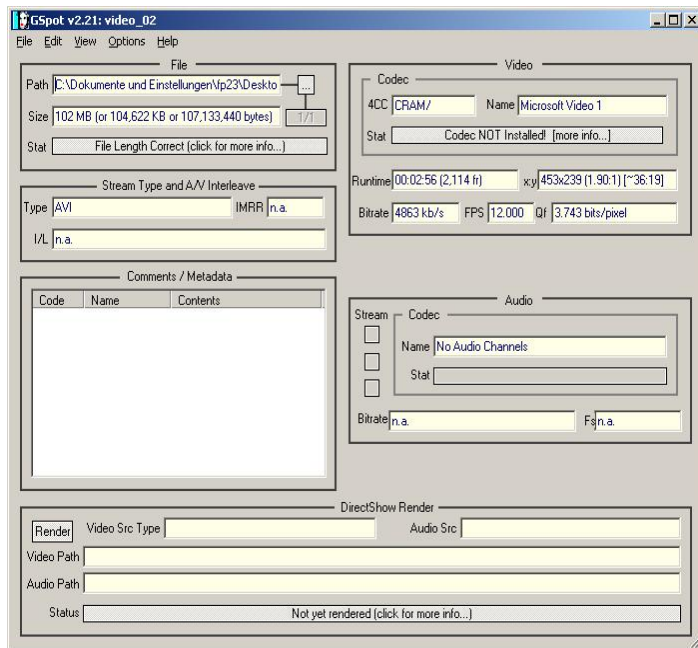 GSpot v2.21: video_02
File Edit View Options Help
File
Path C:\Dokumente und Einstellungen\fp23\Deskto ...
Size 102 MB (or 104,622 KB or 107,133,440 bytes) 1/1
Stat File Length Correct (click for more info...)
Stream Type and A/V Interleave
Type AVI IMRR n.a.
I/L n.a.
Comments / Metadata
Code Name Contents
Video
Codec
4CC CRAM/ Name Microsoft Video 1
Stat Codec NOT Installed! [more info...]
Runtime 00:02:56 (2,114 fr) x:y 453x239 (1.90:1) [~36:19]
Bitrate 4863 kb/s FPS 12.000 Qf 3.743 bits/pixel
Audio
Stream Codec
Name No Audio Channels
Stat
Bitrate n.a. Fs n.a.
DirectShow Render
Render Video Src Type Audio Src
Video Path
Audio Path
Status Not yet rendered (click for more info...)